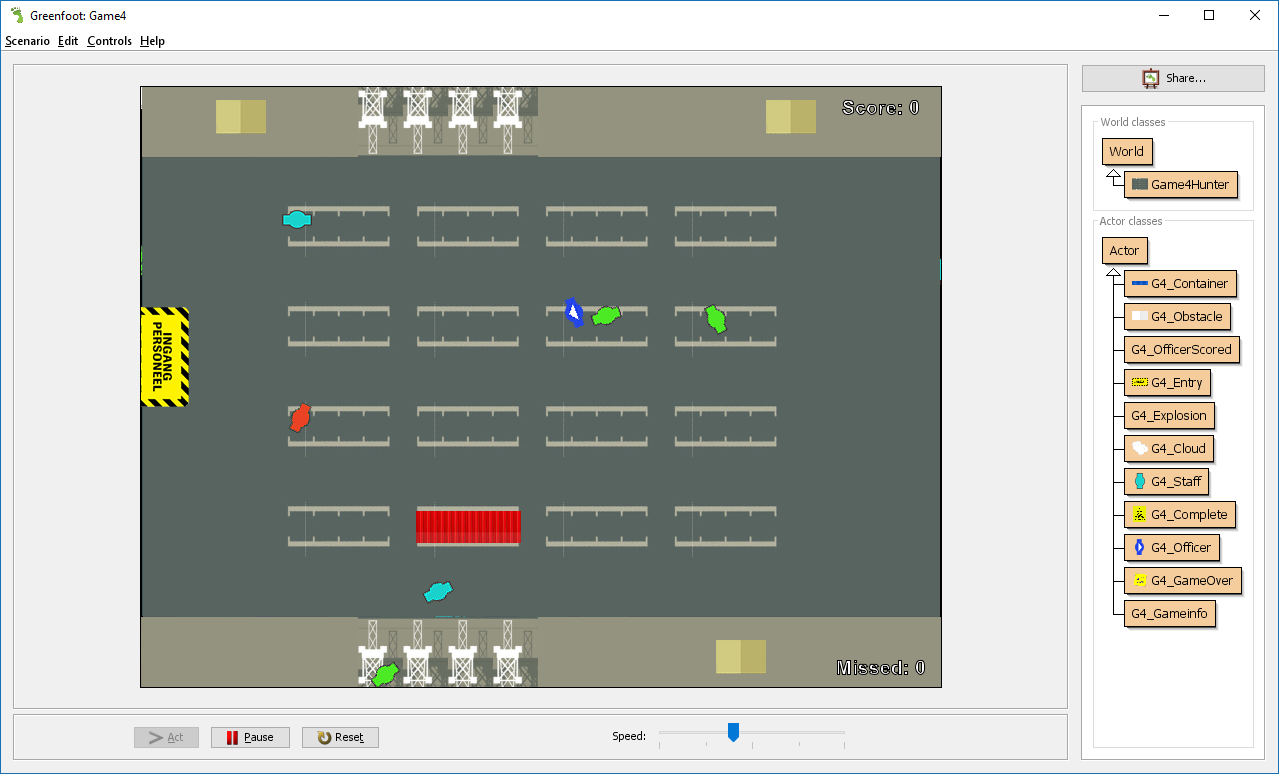 Greenfoot: Game4
Scenario Edit Controls Help
Share...
Score: 0
INGANG
PERSONEEL
Missed: 0
World classes
World
Game4Hunter
Actor classes
Actor
G4_Container
G4_Obstacle
G4_OfficerScored
G4_Entry
G4_Explosion
G4_Cloud
G4_Staff
G4_Complete
G4_Officer
G4_GameOver
G4_Gameinfo
Act
Pause
Reset
Speed: